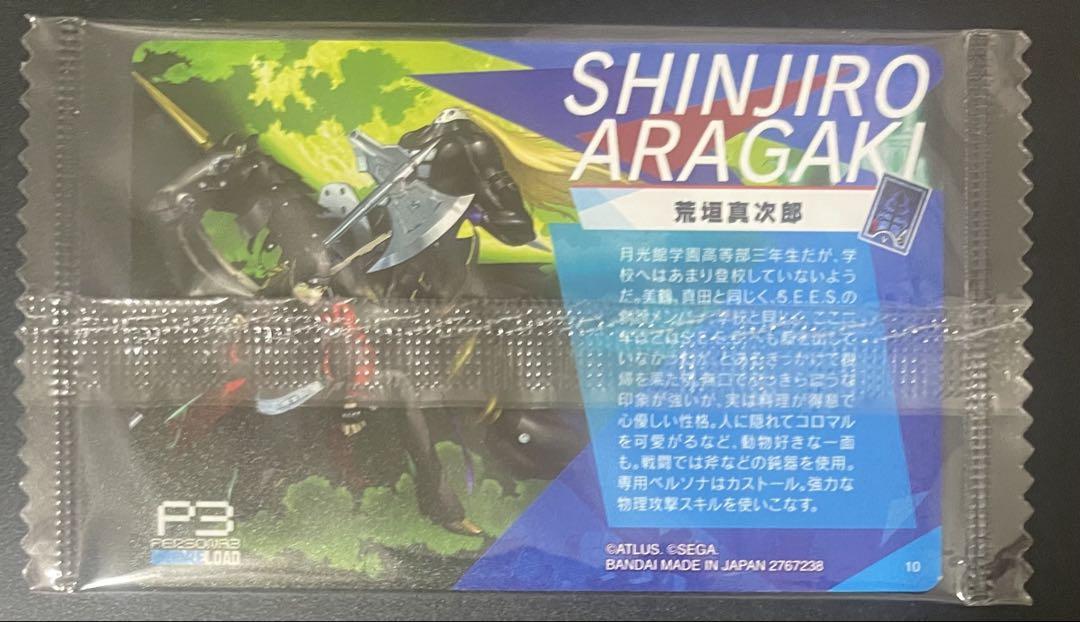 SHINJIRO
ARAGAKI
荒垣真次郎
月光館学園高等部三年生だが、学
校へはあまり登校していないよう
だ。美鶴、真田と同じく、S.E.E.S.の
印象が強いが、実は料理が得意で
心優しい性格。人に隠れてコロマル
を可愛がるなど、動物好きな一面
も。戦闘では斧などの鈍器を使用。
専用ペルソナはカストール。強力な
物理攻撃スキルを使いこなす。
P3
PERSONA3
RELOAD
©ATLUS. ©SEGA.
BANDAI MADE IN JAPAN 2767238
10